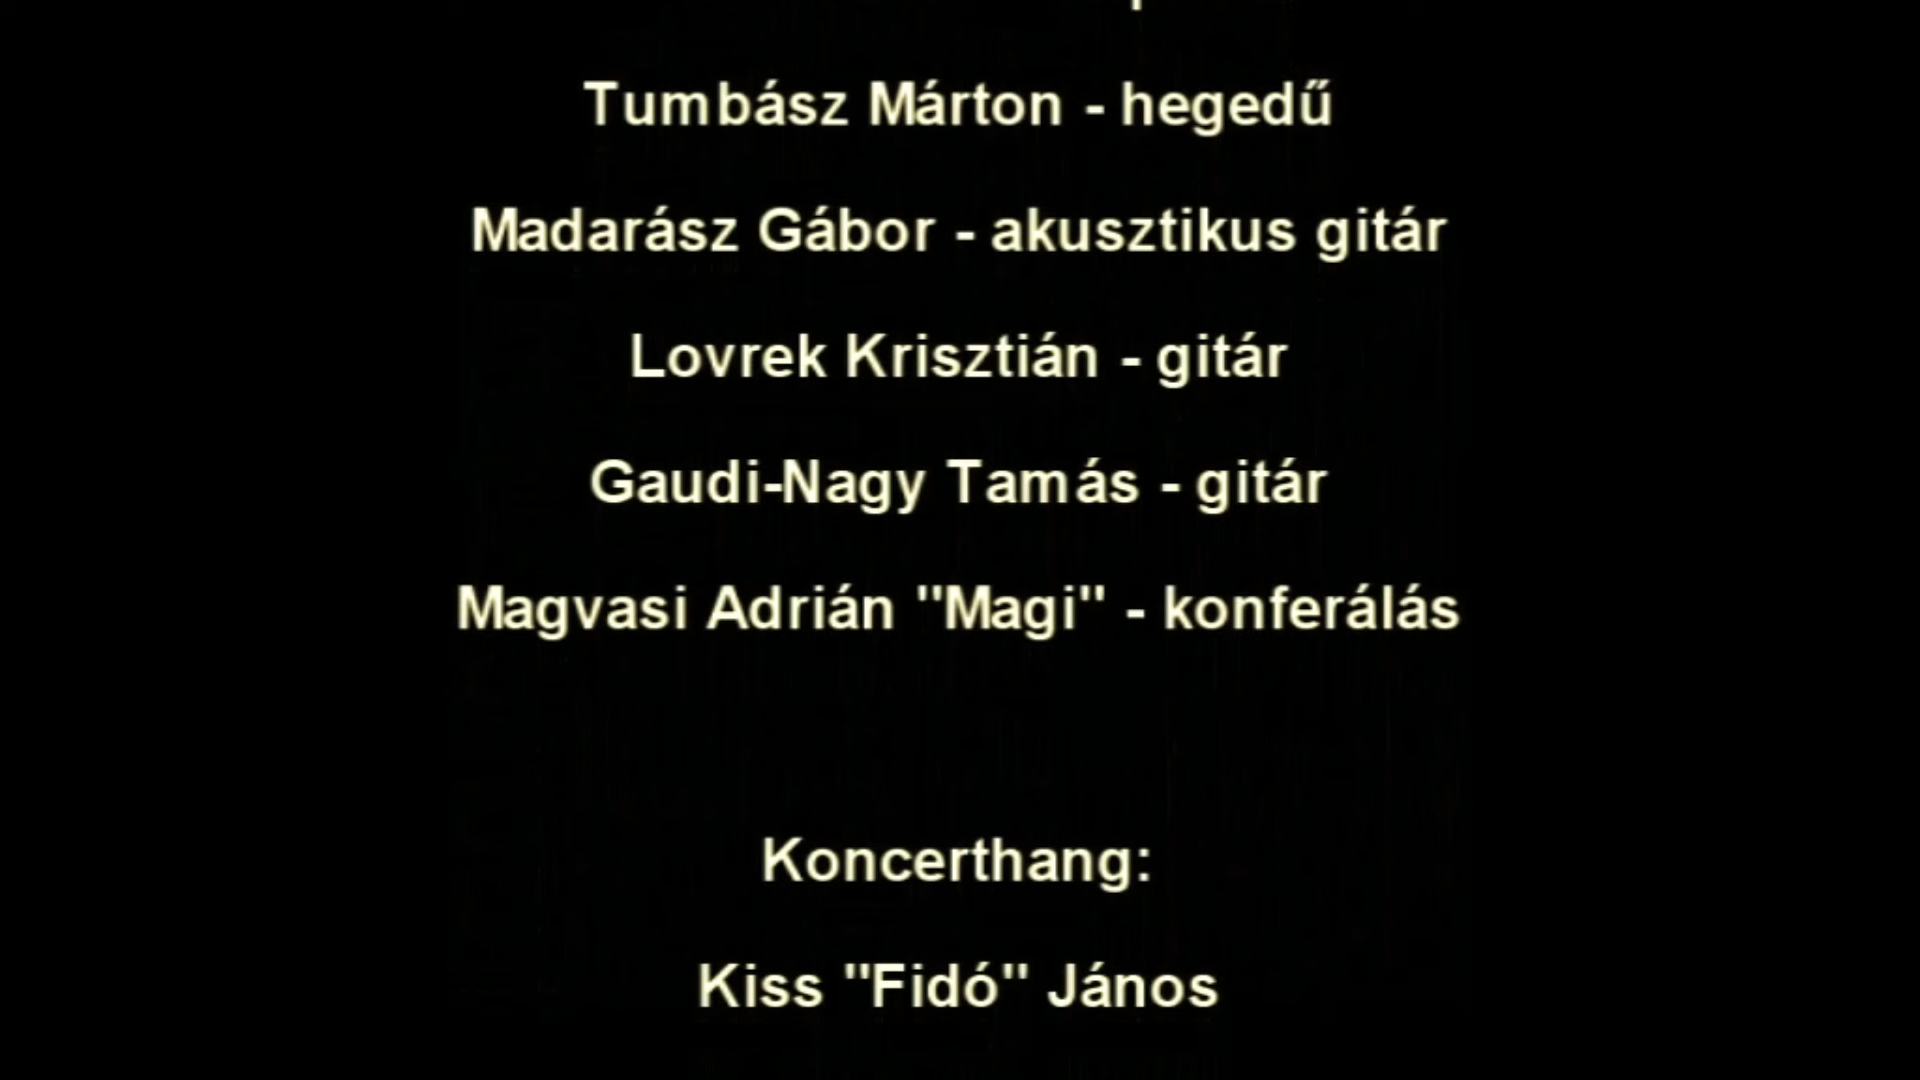 Tumbász Márton - hegedű
Madarász Gábor - akusztikus gitár
Lovrek Krisztián - gitár
Gaudi-Nagy Tamás - gitár
Magvasi Adrián "Magi" - konferálás
Koncerthang:
Kiss "Fidó" János